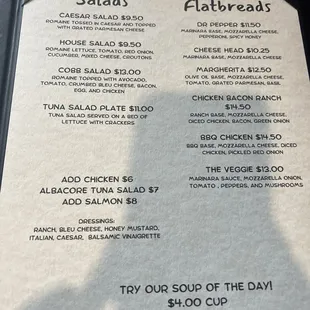 Salads
CAESAR SALAD $9.50
ROMAINE TOSSED IN CAESAR AND TOPPED
WITH GRATED PARMESAN CHEESE
HOUSE SALAD $9.50
ROMAINE LETTUCE, TOMATO, RED ONION,
CUCUMBER, MIXED CHEESE, CROUTONS
COBB SALAD $13.00
ROMAINE TOPPED WITH AVOCADO,
TOMATO, CRUMBLED BLEU CHEESE, BACON,
EGG, AND CHICKEN
TUNA SALAD PLATE $11.00
TUNA SALAD SERVED ON A BED OF
LETTUCE WITH CRACKERS
ADD CHICKEN $6
ALBACORE TUNA SALAD $7
ADD SALMON $8
DRESSINGS:
RANCH, BLEU CHEESE, HONEY MUSTARD,
ITALIAN, CAESAR, BALSAMIC VINAIGRETTE
Flatbreads
DR PEPPER $11.50
MARINARA BASE, MOZZARELLA CHEESE,
PEPPERONI, SPICY HONEY
CHEESE HEAD $10.25
MARINARA BASE, MOZZARELLA CHEESE
MARGHERITA $12.50
OLIVE OIL BASE, MOZZARELLA CHEESE,
TOMATO, GRATED PARMESAN, BASIL
CHICKEN BACON RANCH
$14.50
RANCH BASE, MOZZARELLA CHEESE,
DICED CHICKEN, BACON, GREEN ONION
BBQ CHICKEN $14.50
BBQ BASE, MOZZARELLA CHEESE, DICED
CHICKEN, PICKLED RED ONION
THE VEGGIE $13.00
MARINARA SAUCE, MOZZARELLA, ONION,
TOMATO, PEPPERS, AND MUSHROOMS
TRY OUR SOUP OF THE DAY!
$4.00 CUP